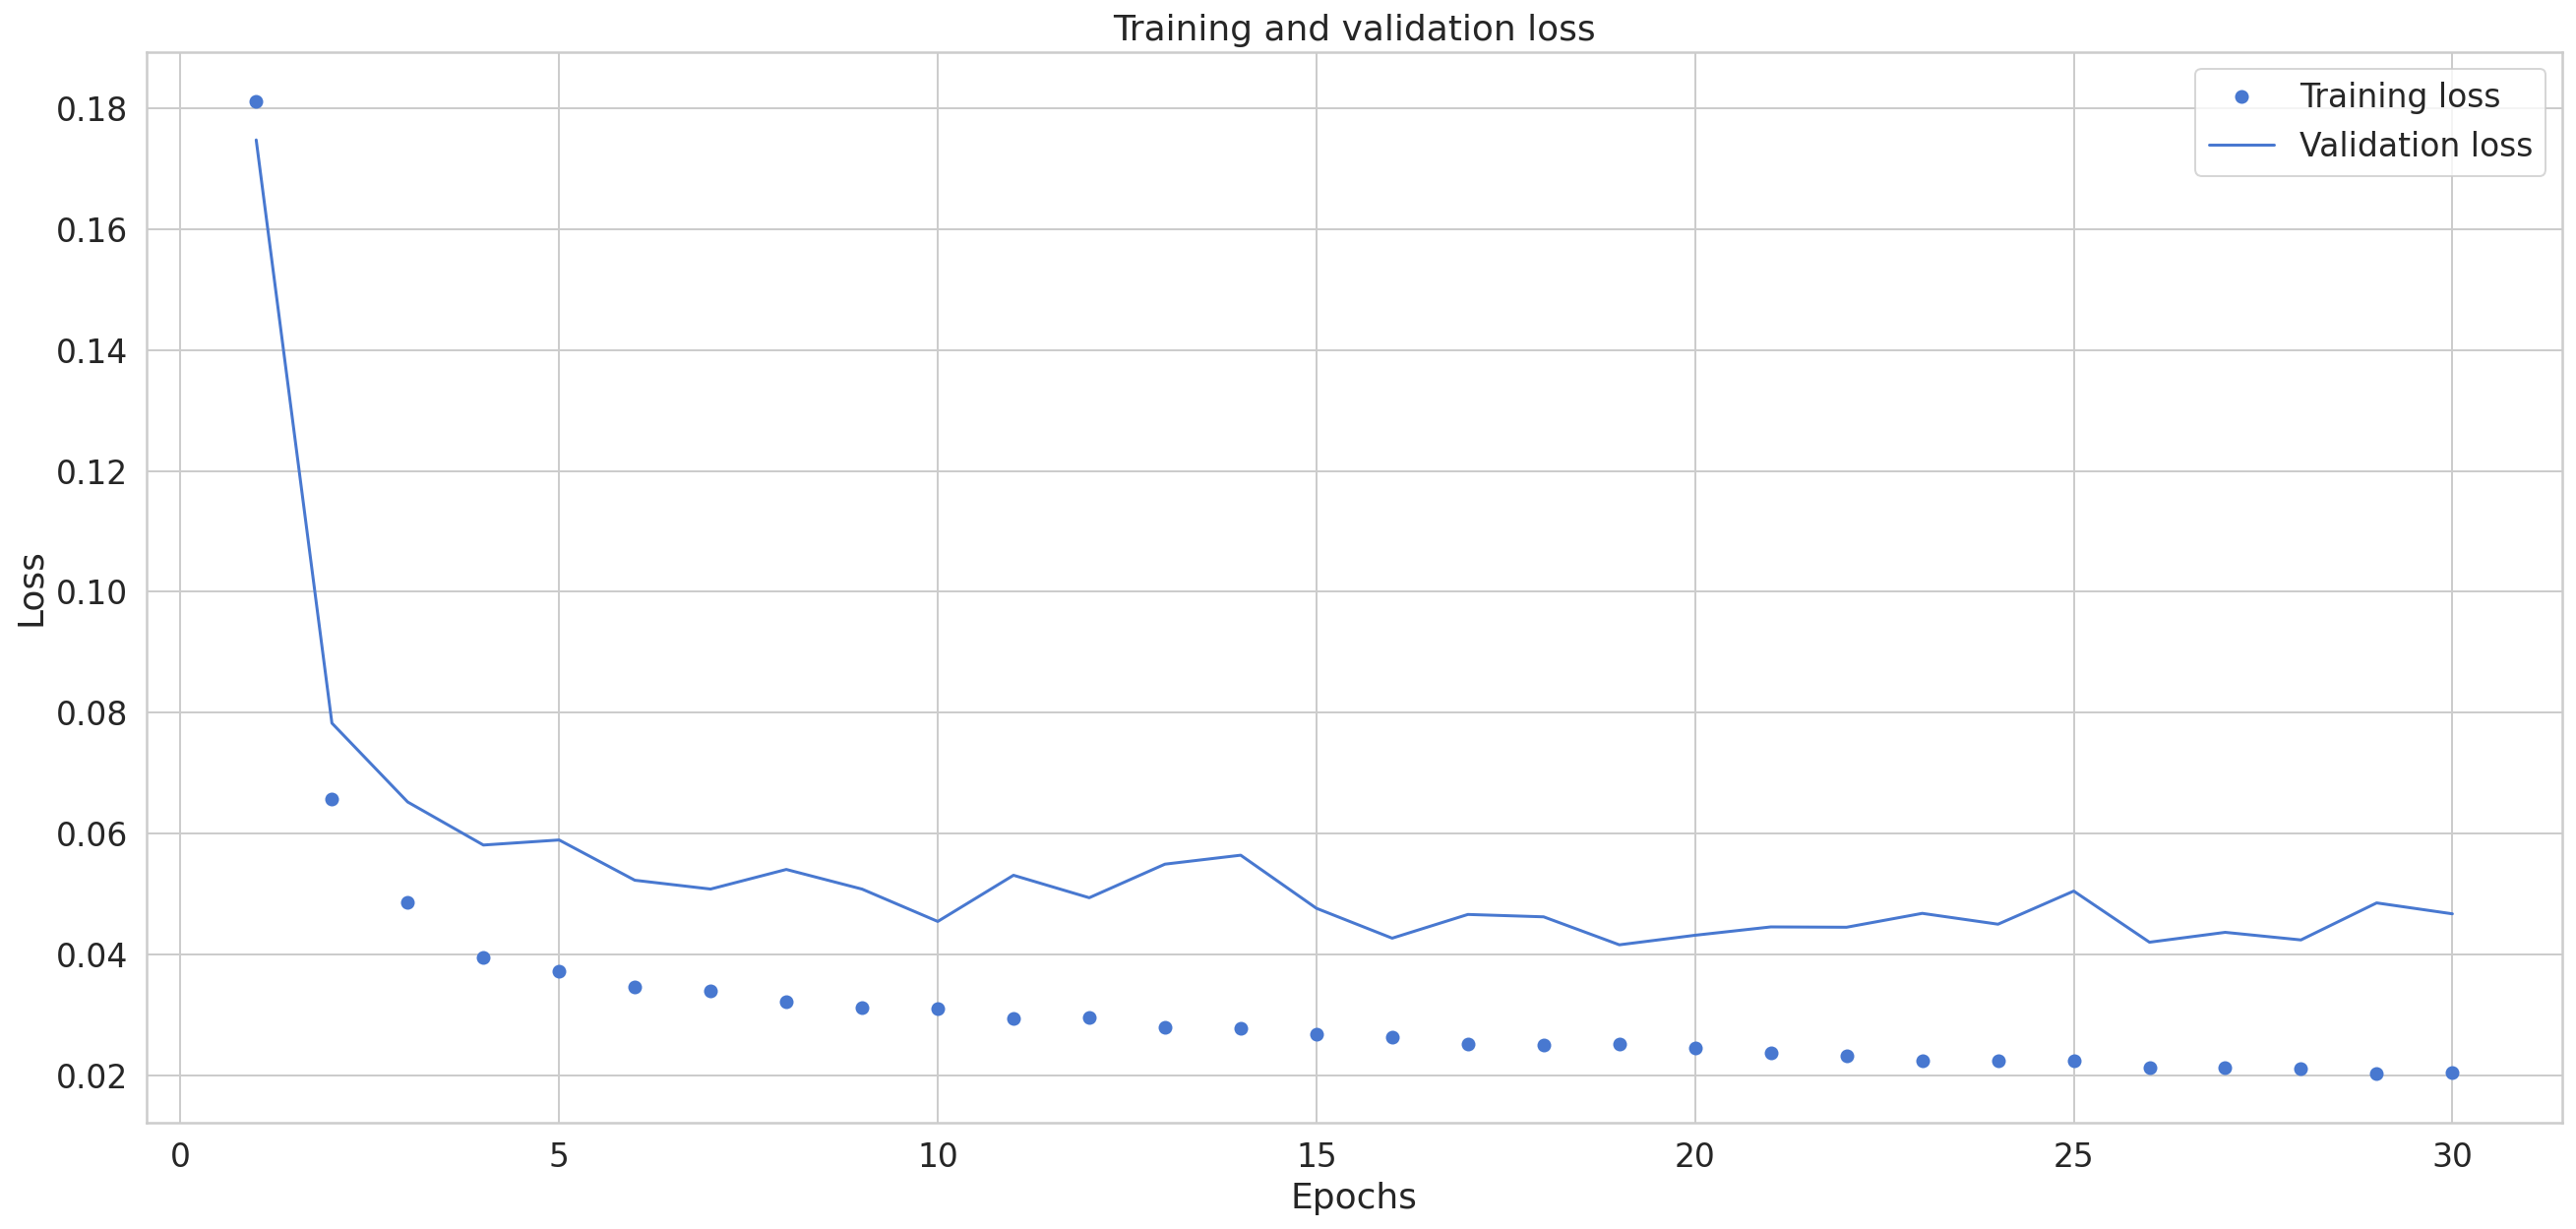 Training and validation loss
Training loss
Validation loss
0.18
0.16
0.14
0.12
0.10
0.08
0.06
0.04
0.02
Loss
0 5 10 15 20 25 30
Epochs